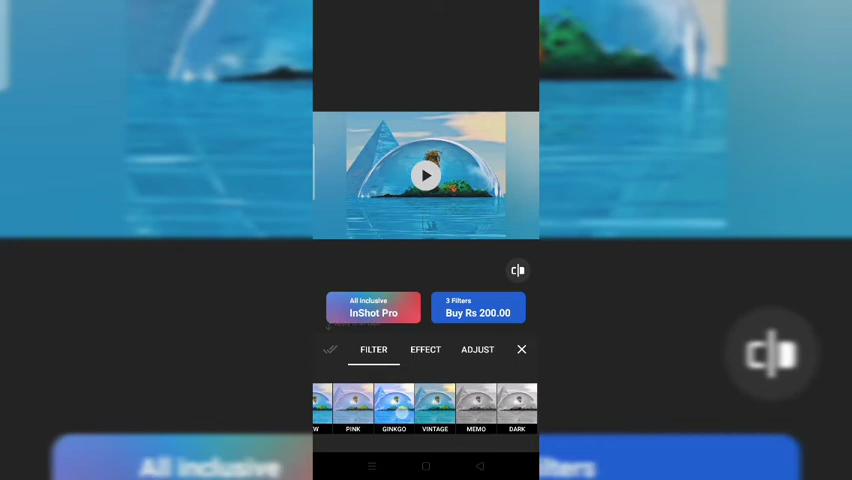 All inclusive
InShot Pro
3 Filters
Buy Rs 200.00
FILTER
EFFECT
ADJUST
W
PINK
GINKGO
VINTAGE
MEMO
DARK
All inclusive
Filters